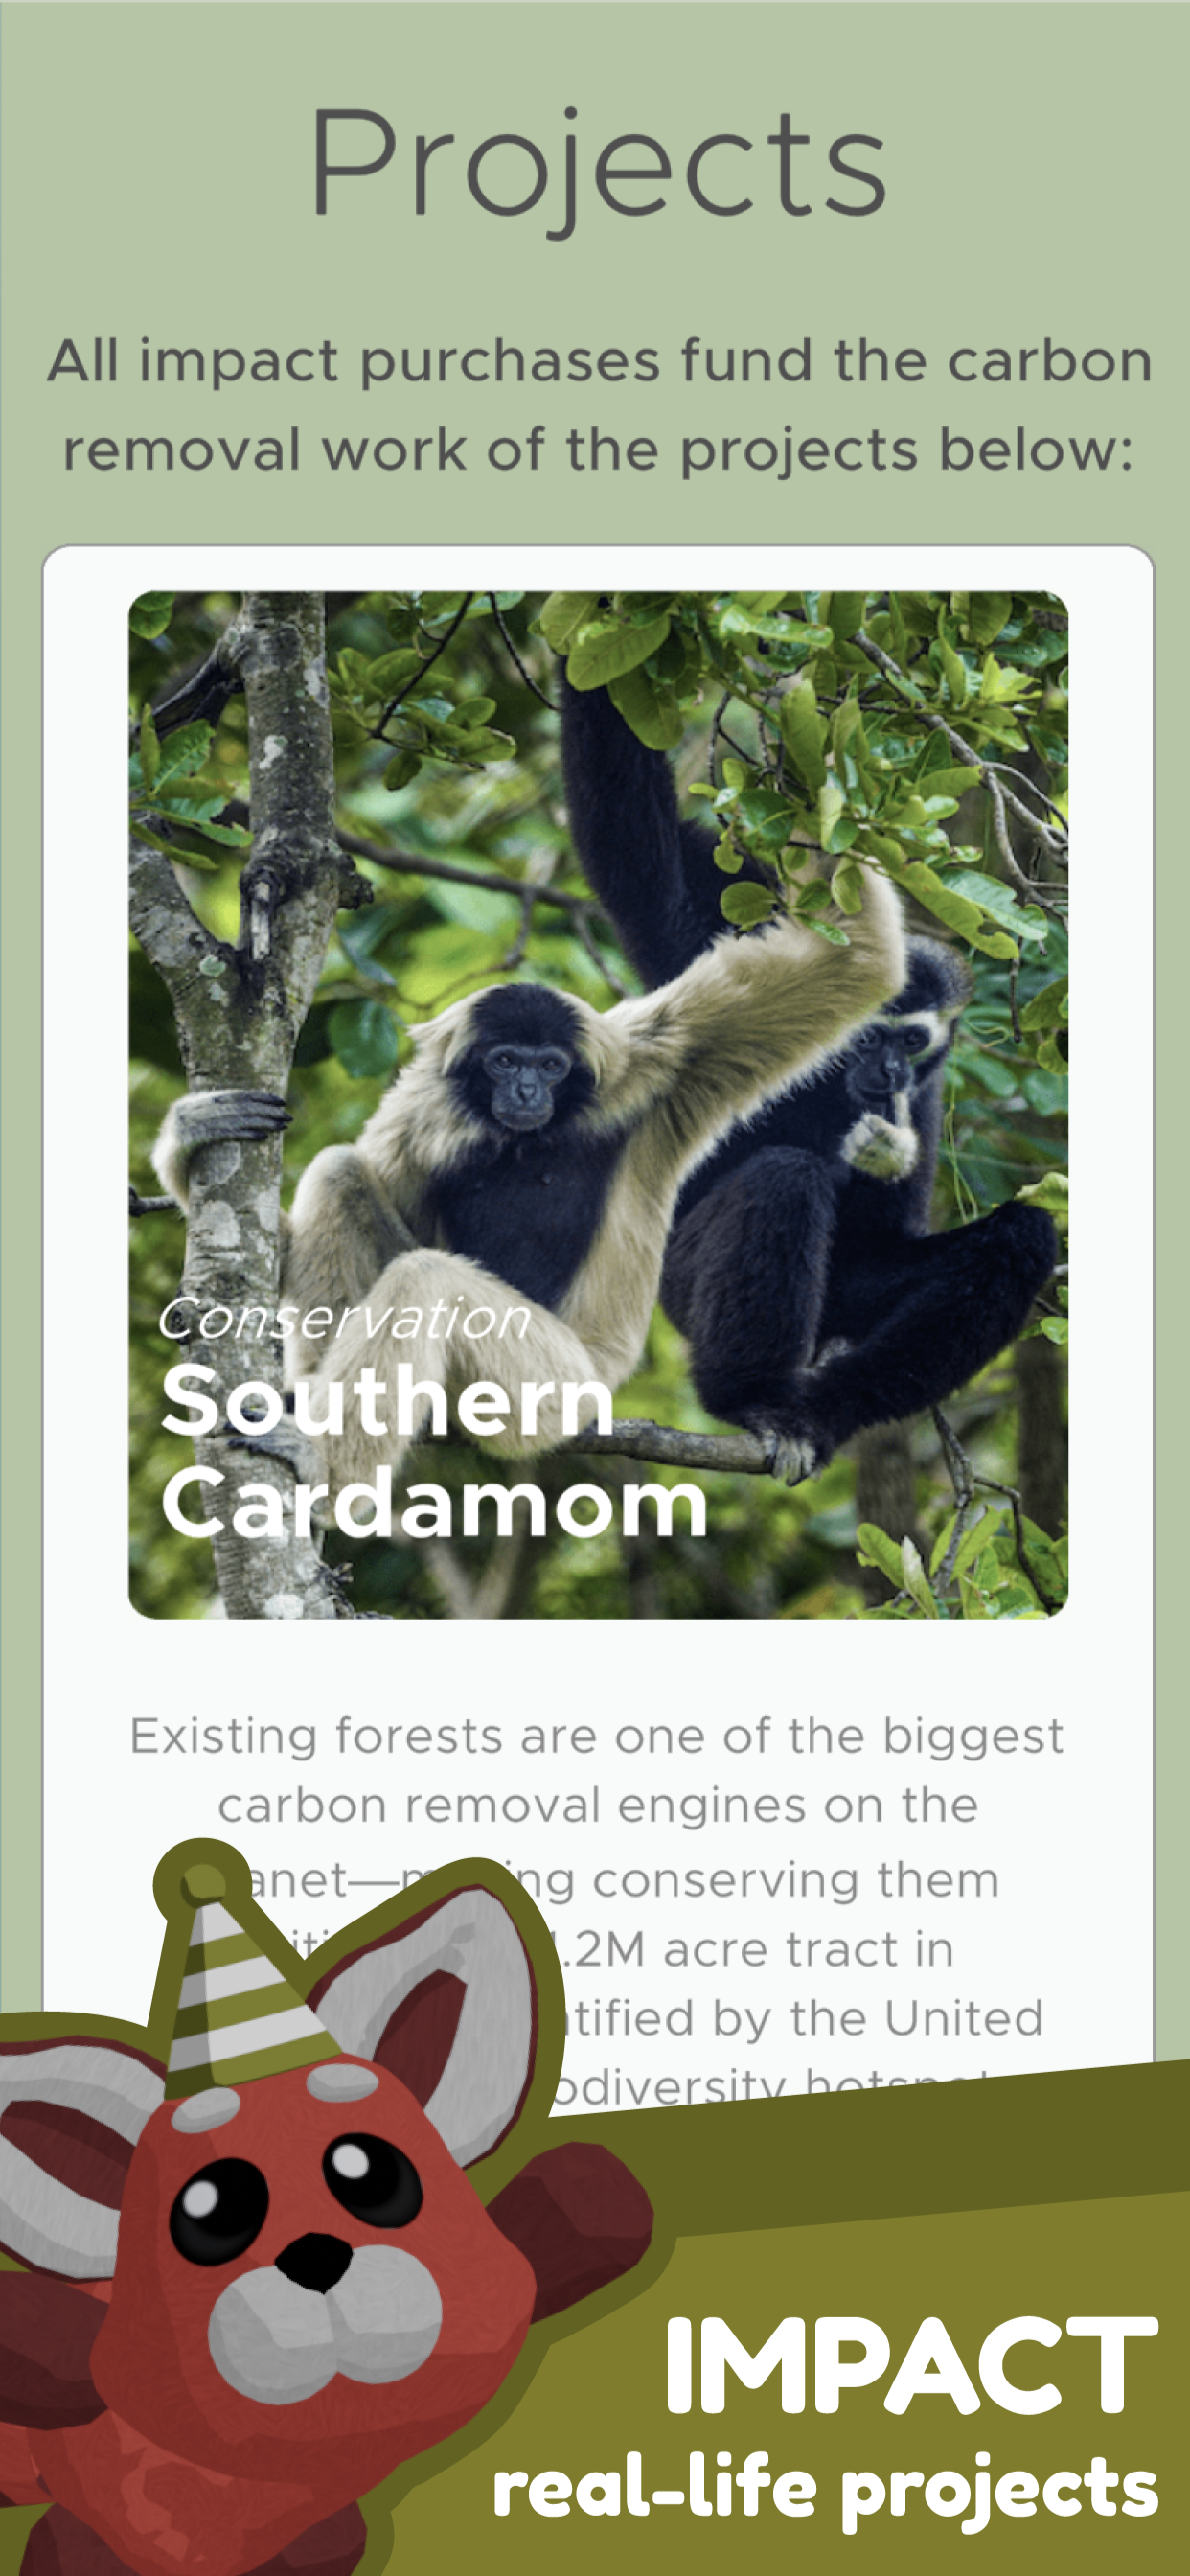 Projects
All impact purchases fund the carbon
removal work of the projects below:
Conservation
Southern
Cardamom
Existing forests are one of the biggest
carbon removal engines on the
conserving them
1.2M acre tract in
by the United
IMPACT
real-life projects